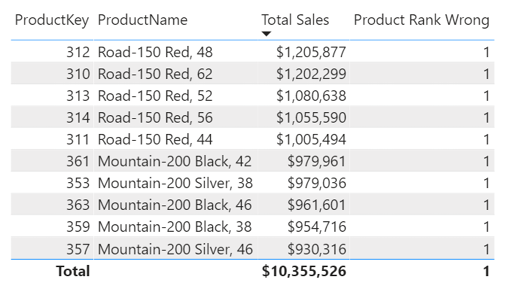 ProductKey ProductName Total Sales Product Rank Wrong
312 Road-150 Red, 48 $1,205,877 1
310 Road-150 Red, 62 $1,202,299 1
313 Road-150 Red, 52 $1,080,638 1
314 Road-150 Red, 56 $1,055,590 1
311 Road-150 Red, 44 $1,005,494 1
361 Mountain-200 Black, 42 $979,961 1
353 Mountain-200 Silver, 38 $979,036 1
363 Mountain-200 Black, 46 $961,601 1
359 Mountain-200 Black, 38 $954,716 1
357 Mountain-200 Silver, 46 $930,316 1
Total $10,355,526 1